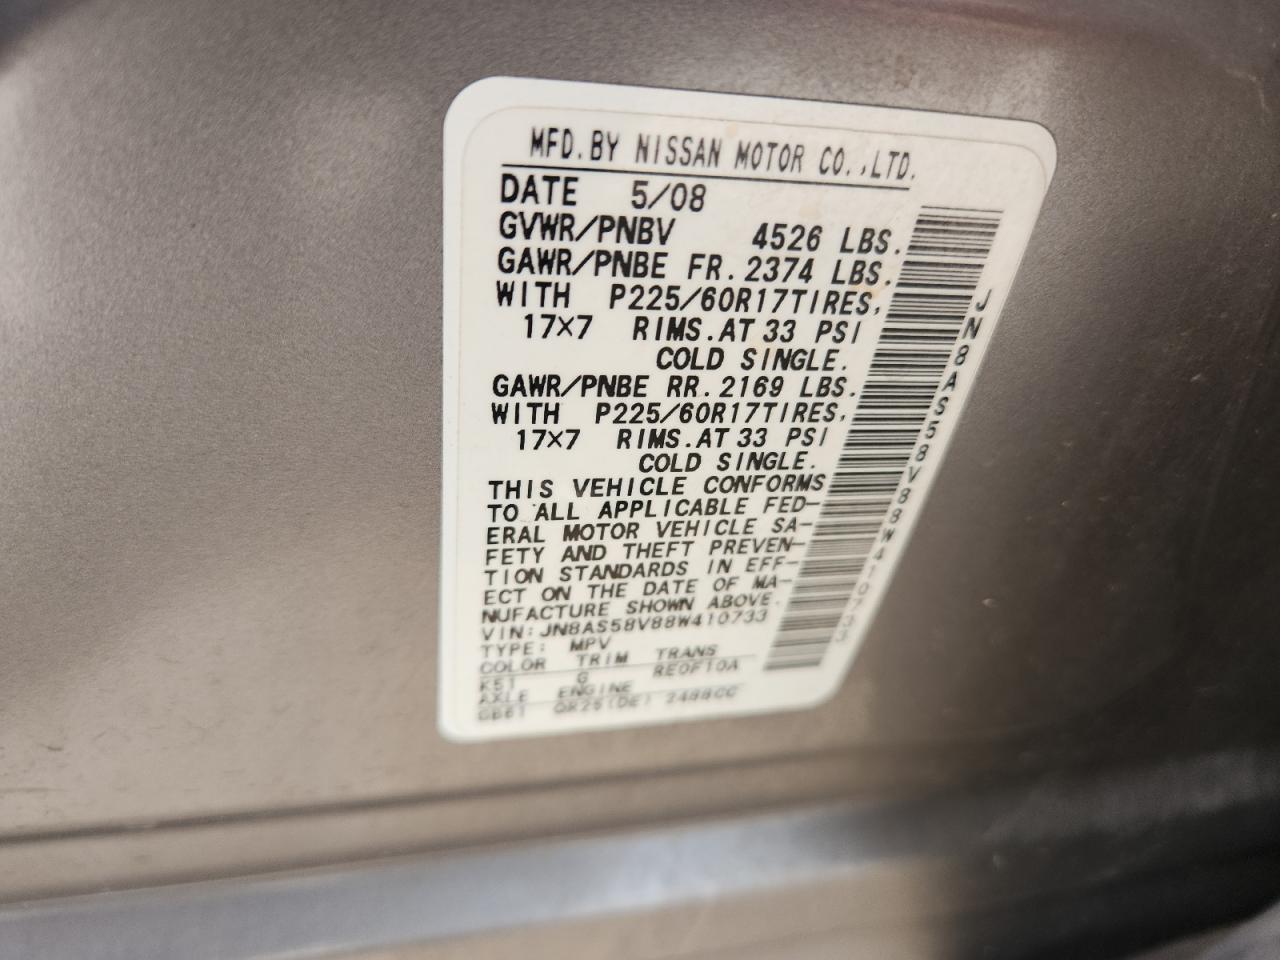 MFD.BY NISSAN MOTOR CO.,LTD.
DATE 5/08
GVWR/PNBV 4526 LBS.
GAWR/PNBE FR. 2374 LBS.
WITH P225/60R17TIRES,
17×7 RIMS.AT 33 PSI
COLD SINGLE.
GAWR/PNBE RR. 2169 LBS.
WITH P225/60R17TIRES,
17×7 RIMS.AT 33 PSI
COLD SINGLE.
THIS VEHICLE CONFORMS
TO ALL APPLICABLE FED-
ERAL MOTOR VEHICLE SA-
FETY AND THEFT PREVEN-
TION STANDARDS IN EFF-
ECT ON THE DATE OF MA-
NUFACTURE SHOWN ABOVE.
VIN: JN8AS58V88W410733
TYPE: MPV
COLOR TRIM TRANS
K51 G RE0F10A
AXLE ENGINE
GB61 QR25(DE) 2488CC
JN8AS58V88W410733